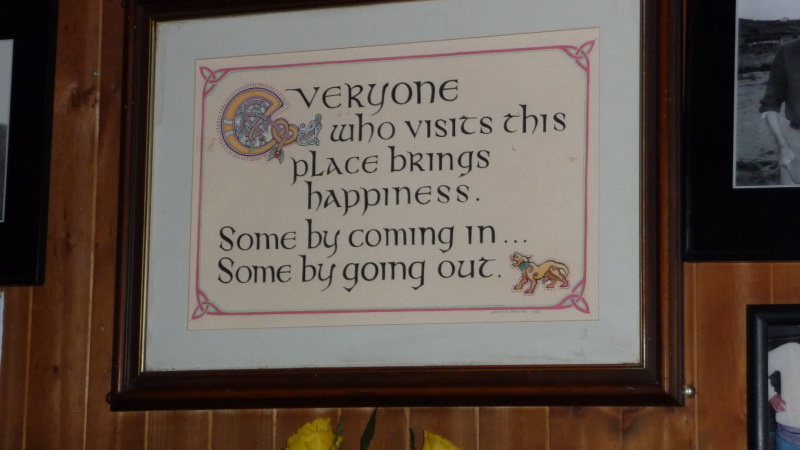 Everyone
who visits this
place brings
happiness.
Some by coming in...
Some by going out.